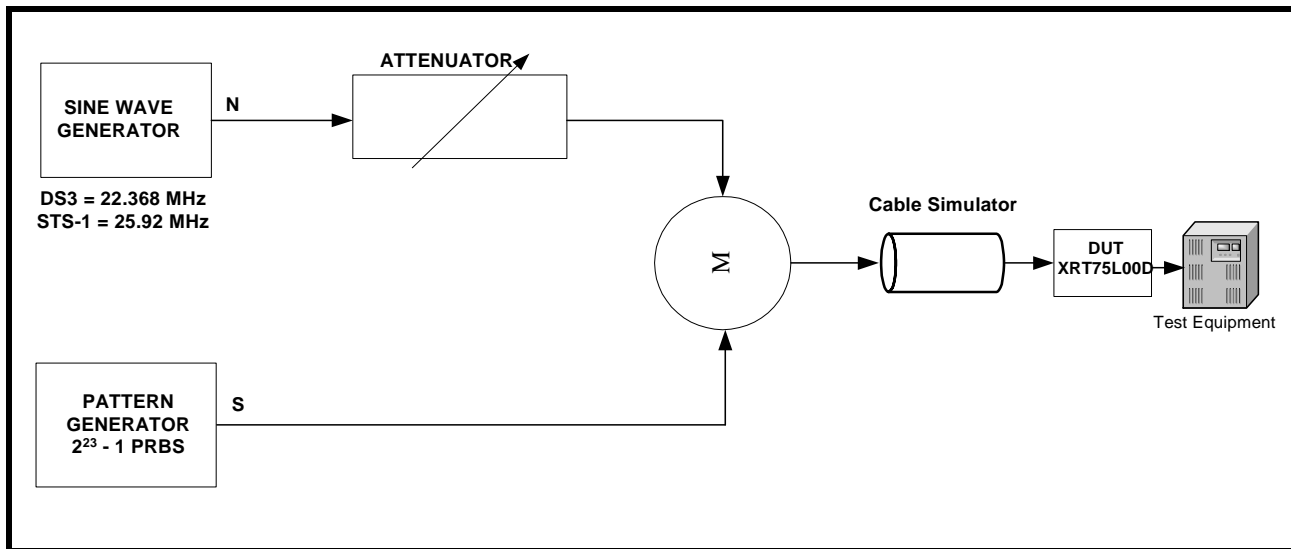 ATTENUATOR
SINE WAVE
GENERATOR
N
DS3 = 22.368 MHz
STS-1 = 25.92 MHz
M
Cable Simulator
DUT
XRT75L00D
Test Equipment
PATTERN
GENERATOR
2²³ - 1 PRBS
S